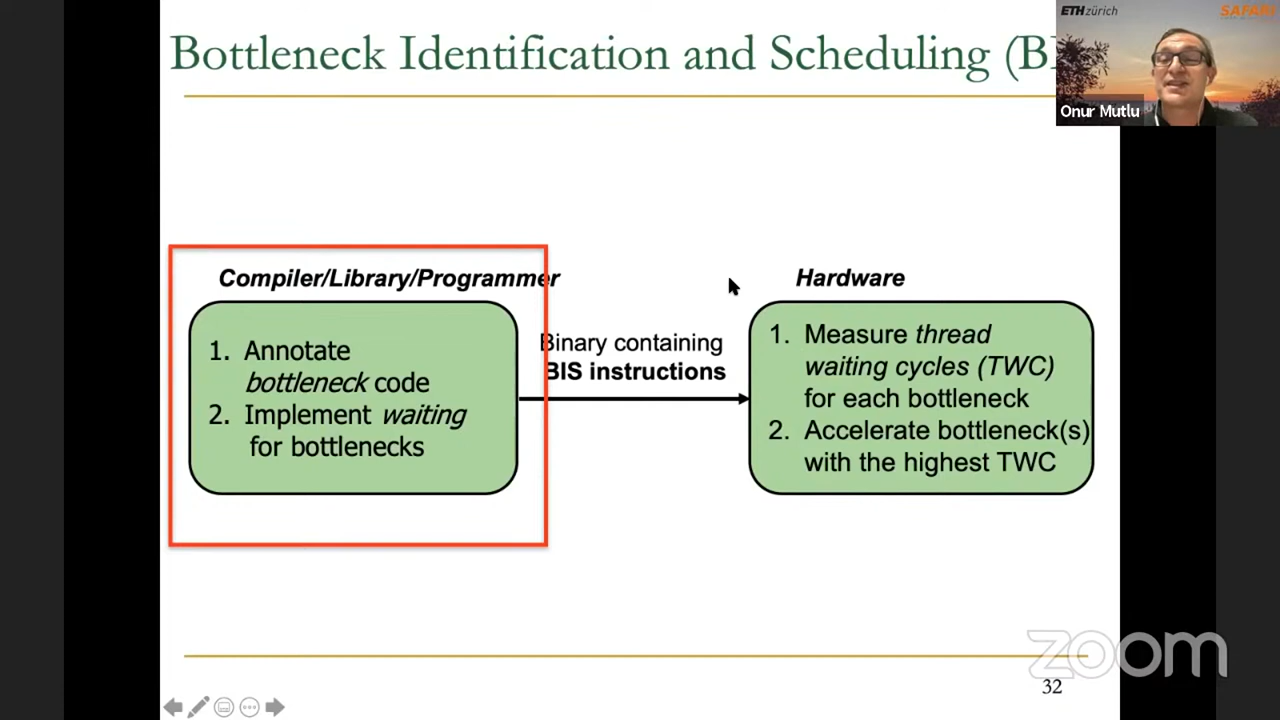 Bottleneck Identification and Scheduling (B
ETH zürich
SAFARI
Onur Mutlu
Compiler/Library/Programmer
1. Annotate
bottleneck code
2. Implement waiting
for bottlenecks
Binary containing
BIS instructions
Hardware
1. Measure thread
waiting cycles (TWC)
for each bottleneck
2. Accelerate bottleneck(s)
with the highest TWC
zoom
32